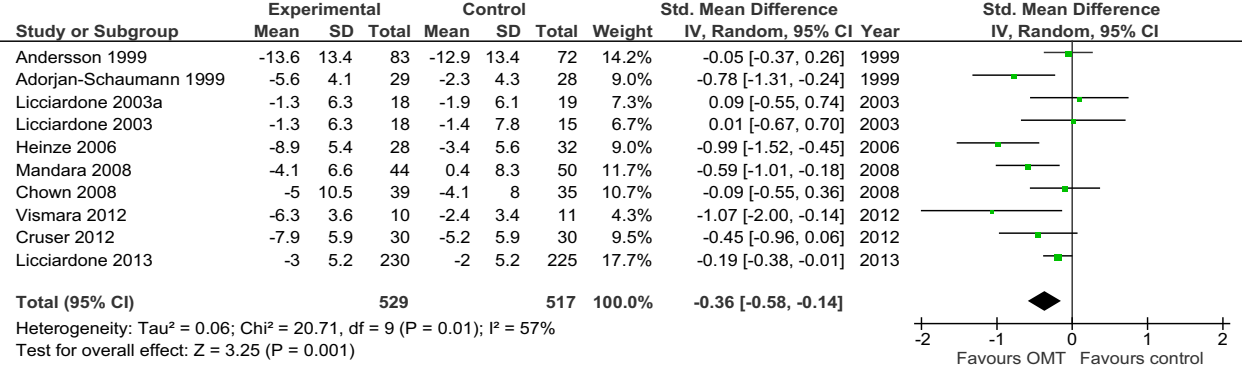 Experimental Control Std. Mean Difference Std. Mean Difference
Study or Subgroup Mean SD Total Mean SD Total Weight IV, Random, 95% CI Year IV, Random, 95% CI
Andersson 1999 -13.6 13.4 83 -12.9 13.4 72 14.2% -0.05 [-0.37, 0.26] 1999
Adorjan-Schaumann 1999 -5.6 4.1 29 -2.3 4.3 28 9.0% -0.78 [-1.31, -0.24] 1999
Licciardone 2003a -1.3 6.3 18 -1.9 6.1 19 7.3% 0.09 [-0.55, 0.74] 2003
Licciardone 2003 -1.3 6.3 18 -1.4 7.8 15 6.7% 0.01 [-0.67, 0.70] 2003
Heinze 2006 -8.9 5.4 28 -3.4 5.6 32 9.0% -0.99 [-1.52, -0.45] 2006
Mandara 2008 -4.1 6.6 44 0.4 8.3 50 11.7% -0.59 [-1.01, -0.18] 2008
Chown 2008 -5 10.5 39 -4.1 8 35 10.7% -0.09 [-0.55, 0.36] 2008
Vismara 2012 -6.3 3.6 10 -2.4 3.4 11 4.3% -1.07 [-2.00, -0.14] 2012
Cruser 2012 -7.9 5.9 30 -5.2 5.9 30 9.5% -0.45 [-0.96, 0.06] 2012
Licciardone 2013 -3 5.2 230 -2 5.2 225 17.7% -0.19 [-0.38, -0.01] 2013
Total (95% CI) 529 517 100.0% -0.36 [-0.58, -0.14]
Heterogeneity: Tau² = 0.06; Chi² = 20.71, df = 9 (P = 0.01); I² = 57%
Test for overall effect: Z = 3.25 (P = 0.001)
-2 -1 0 1 2
Favours OMT Favours control